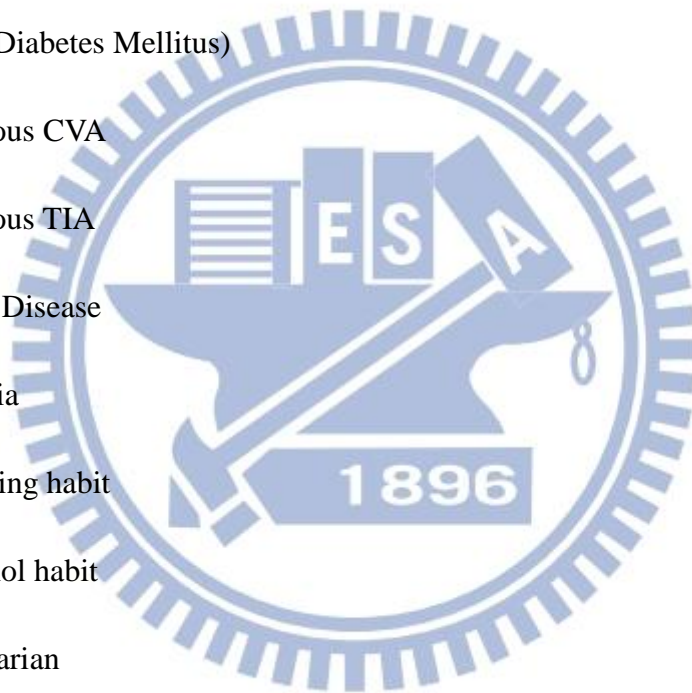 Diabetes Mellitus)
ous CVA
ous TIA
Disease
ia
ing habit
ol habit
arian
E S A
1896